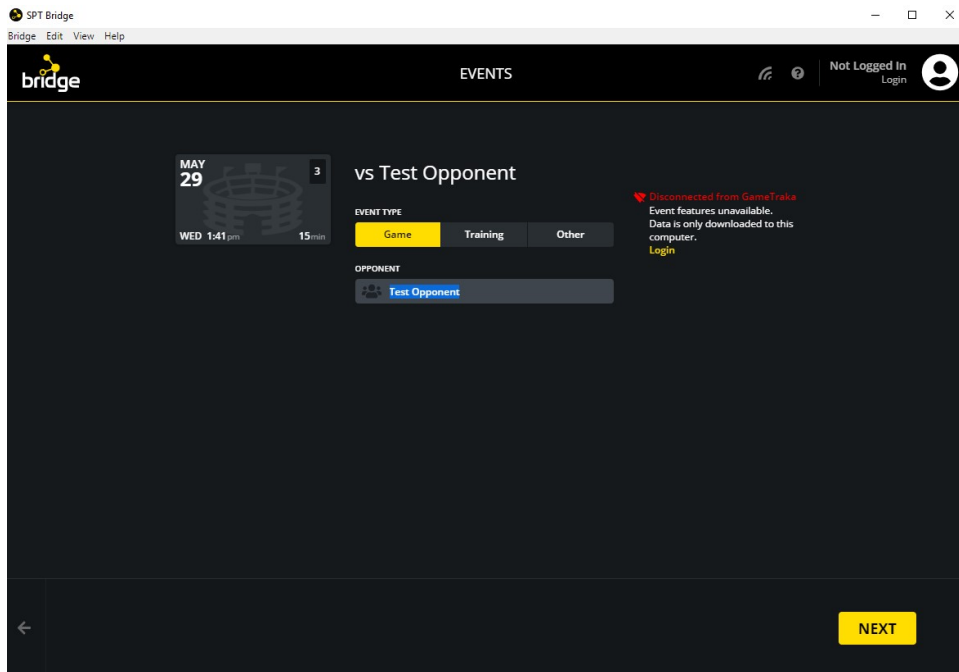 SPT Bridge
Bridge Edit View Help
bridge
EVENTS
Not Logged In
Login
MAY
29
3
WED 1:41 pm
15min
vs Test Opponent
EVENT TYPE
Game Training Other
OPPONENT
Test Opponent
Disconnected from GameTraka
Event features unavailable.
Data is only downloaded to this
computer.
Login
NEXT